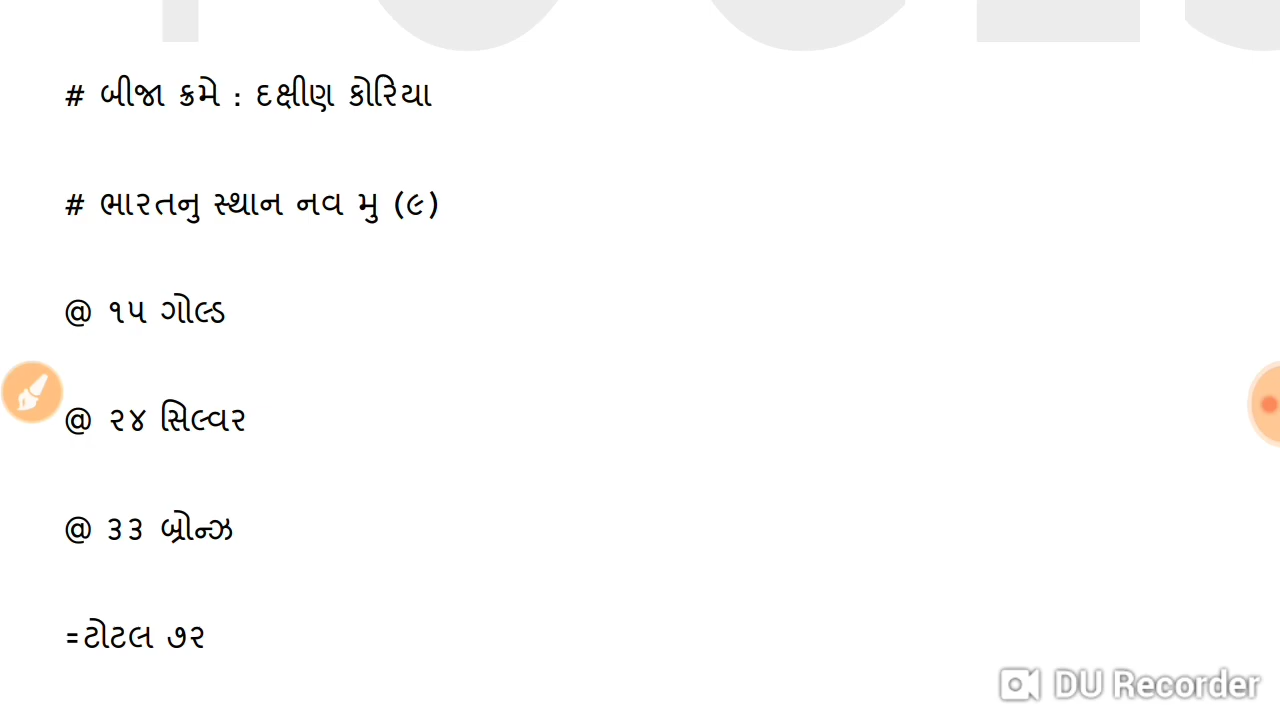 # બીજા ક્રમે : દક્ષીણ કોરિયા
# ભારતનુ સ્થાન નવ મુ (૯)
@ ૧૫ ગોલ્ડ
@ ૨૪ સિલ્વર
@ ૩૩ બ્રોન્ઝ
=ટોટલ ૭૨
DU Recorder